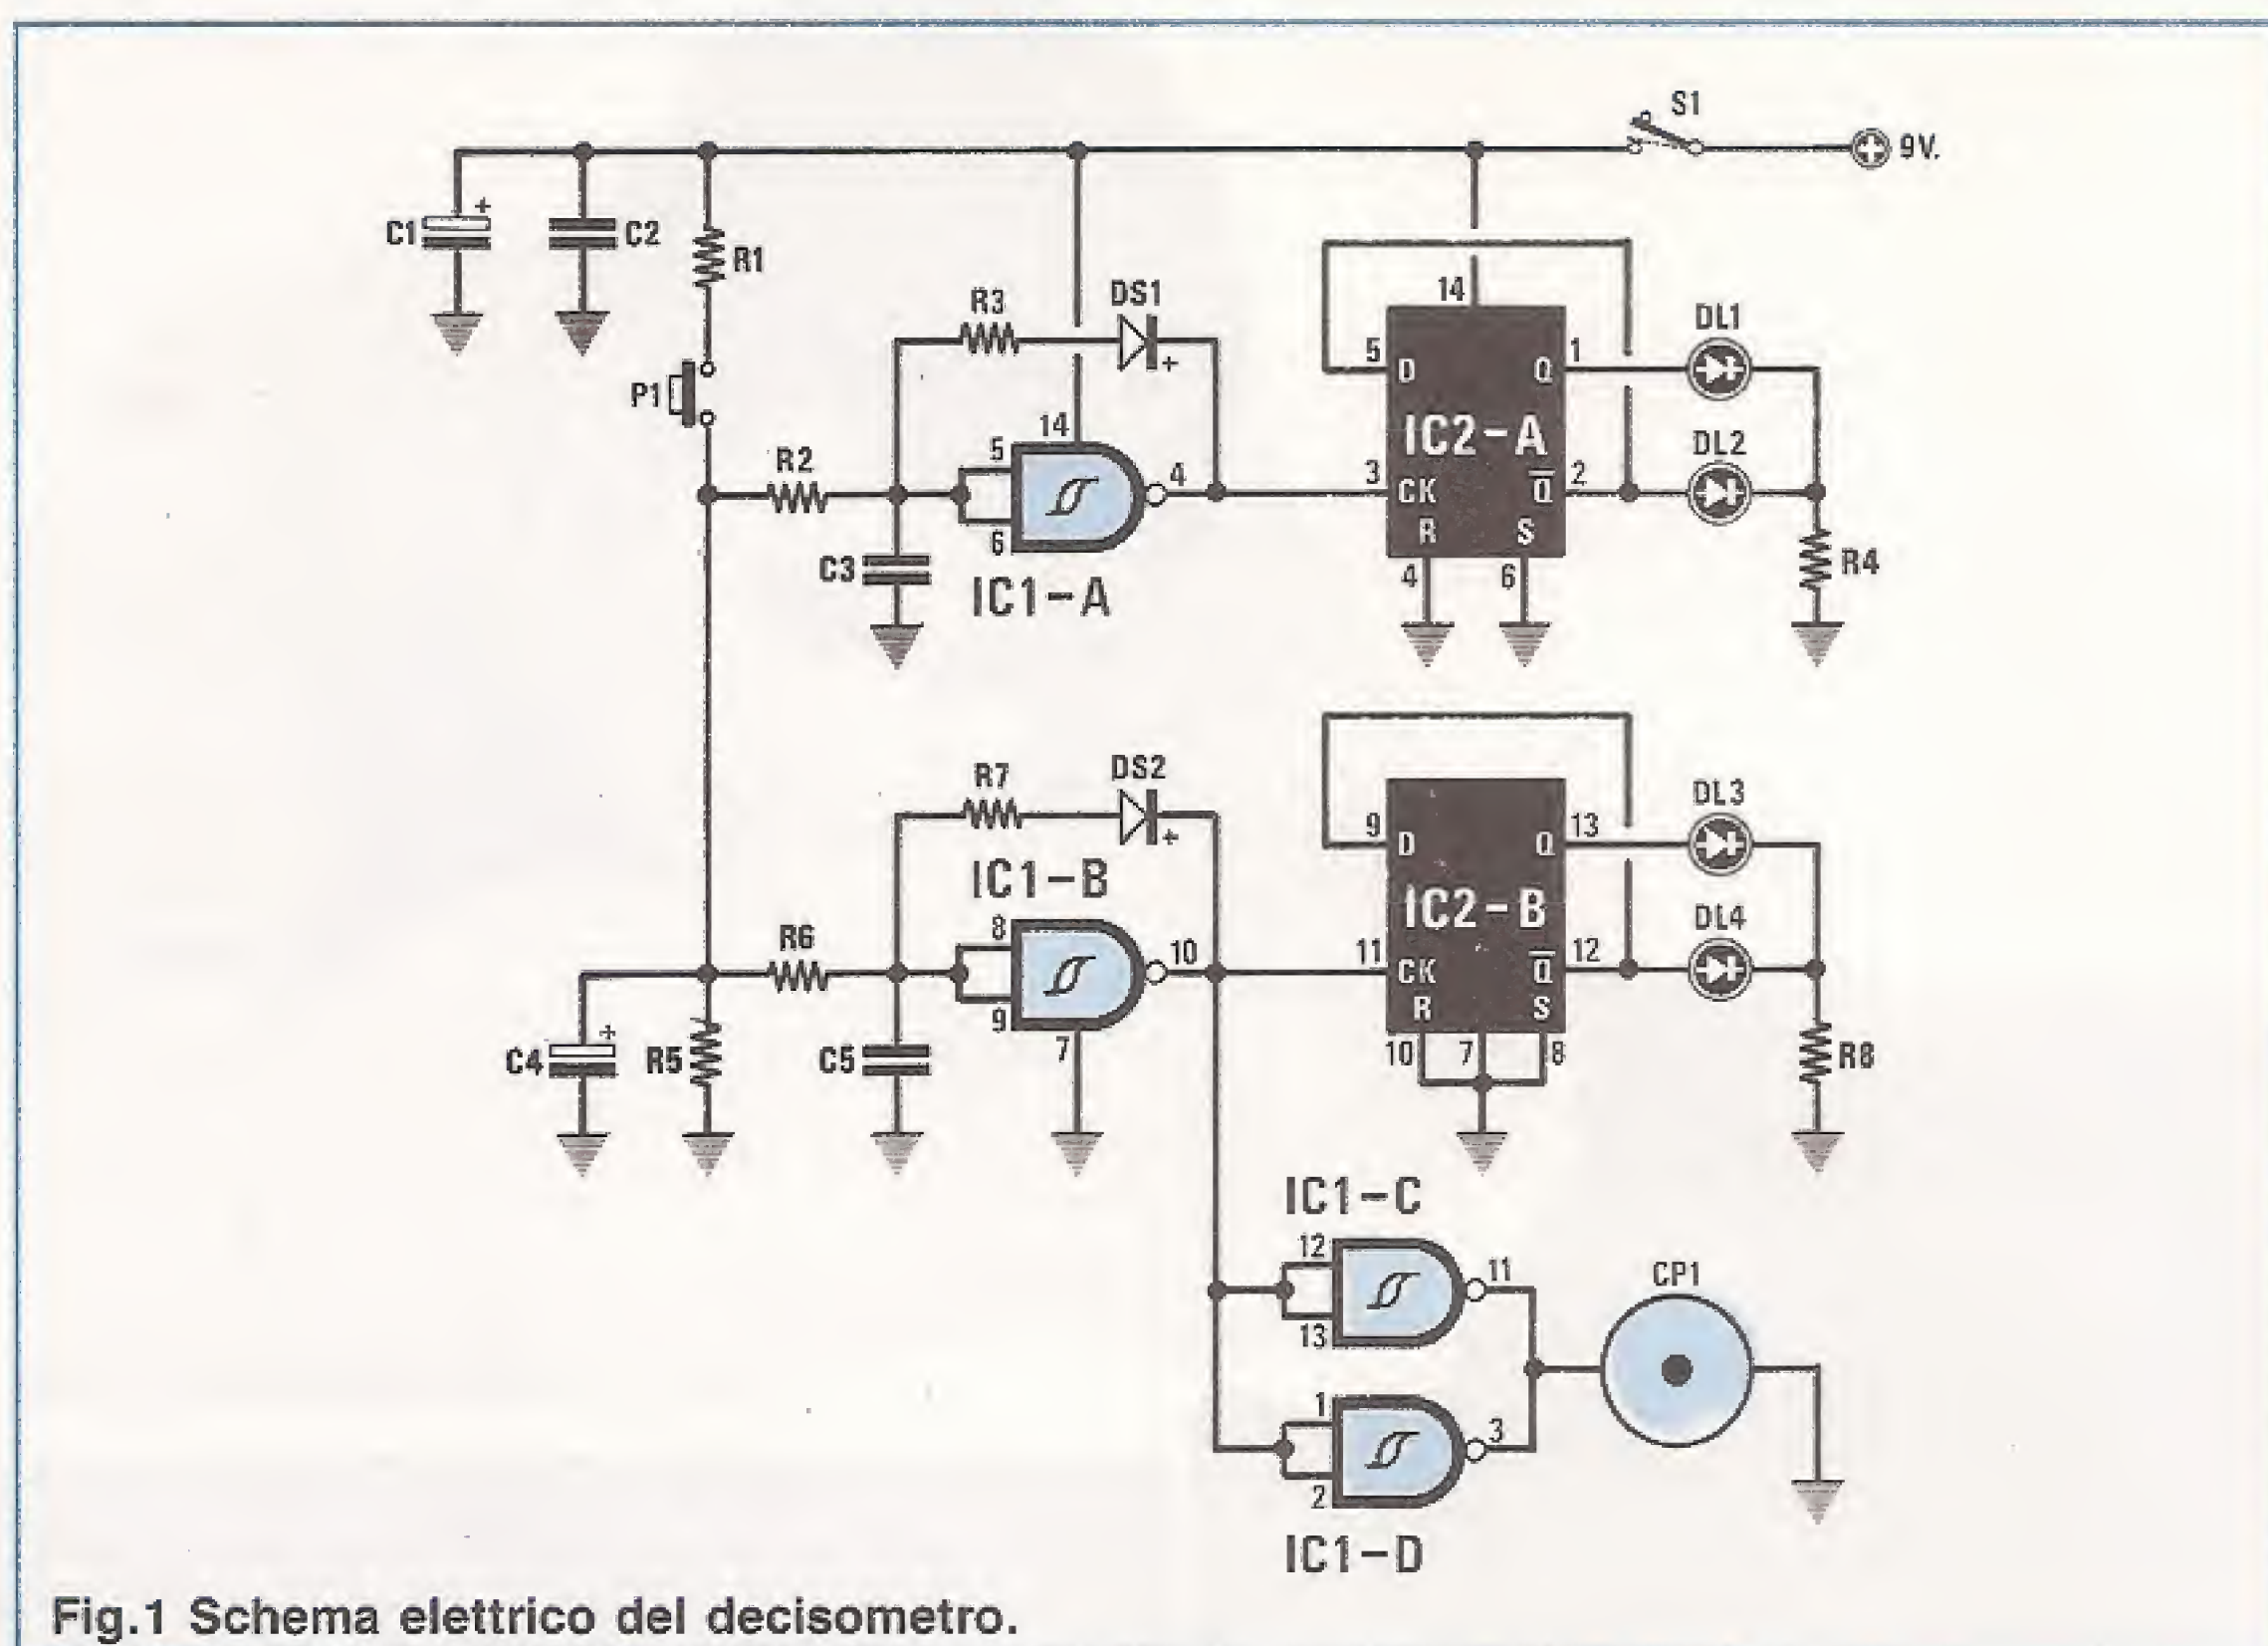 S1
9V.
C1
+
C2
R1
R3
DS1
+
14
14
P1
5
D
Q
1
DL1
IC2-A
R2
5
6
4
3
CK
Q
2
DL2
R
S
4
6
R4
C3
IC1-A
R7
DS2
+
IC1-B
9
D
Q
13
DL3
IC2-B
R6
8
9
10
11
CK
Q
12
DL4
R
S
10
7
8
R8
C4
+
R5
C5
7
IC1-C
12
13
11
CP1
1
2
3
IC1-D
Fig.1 Schema elettrico del decisometro.